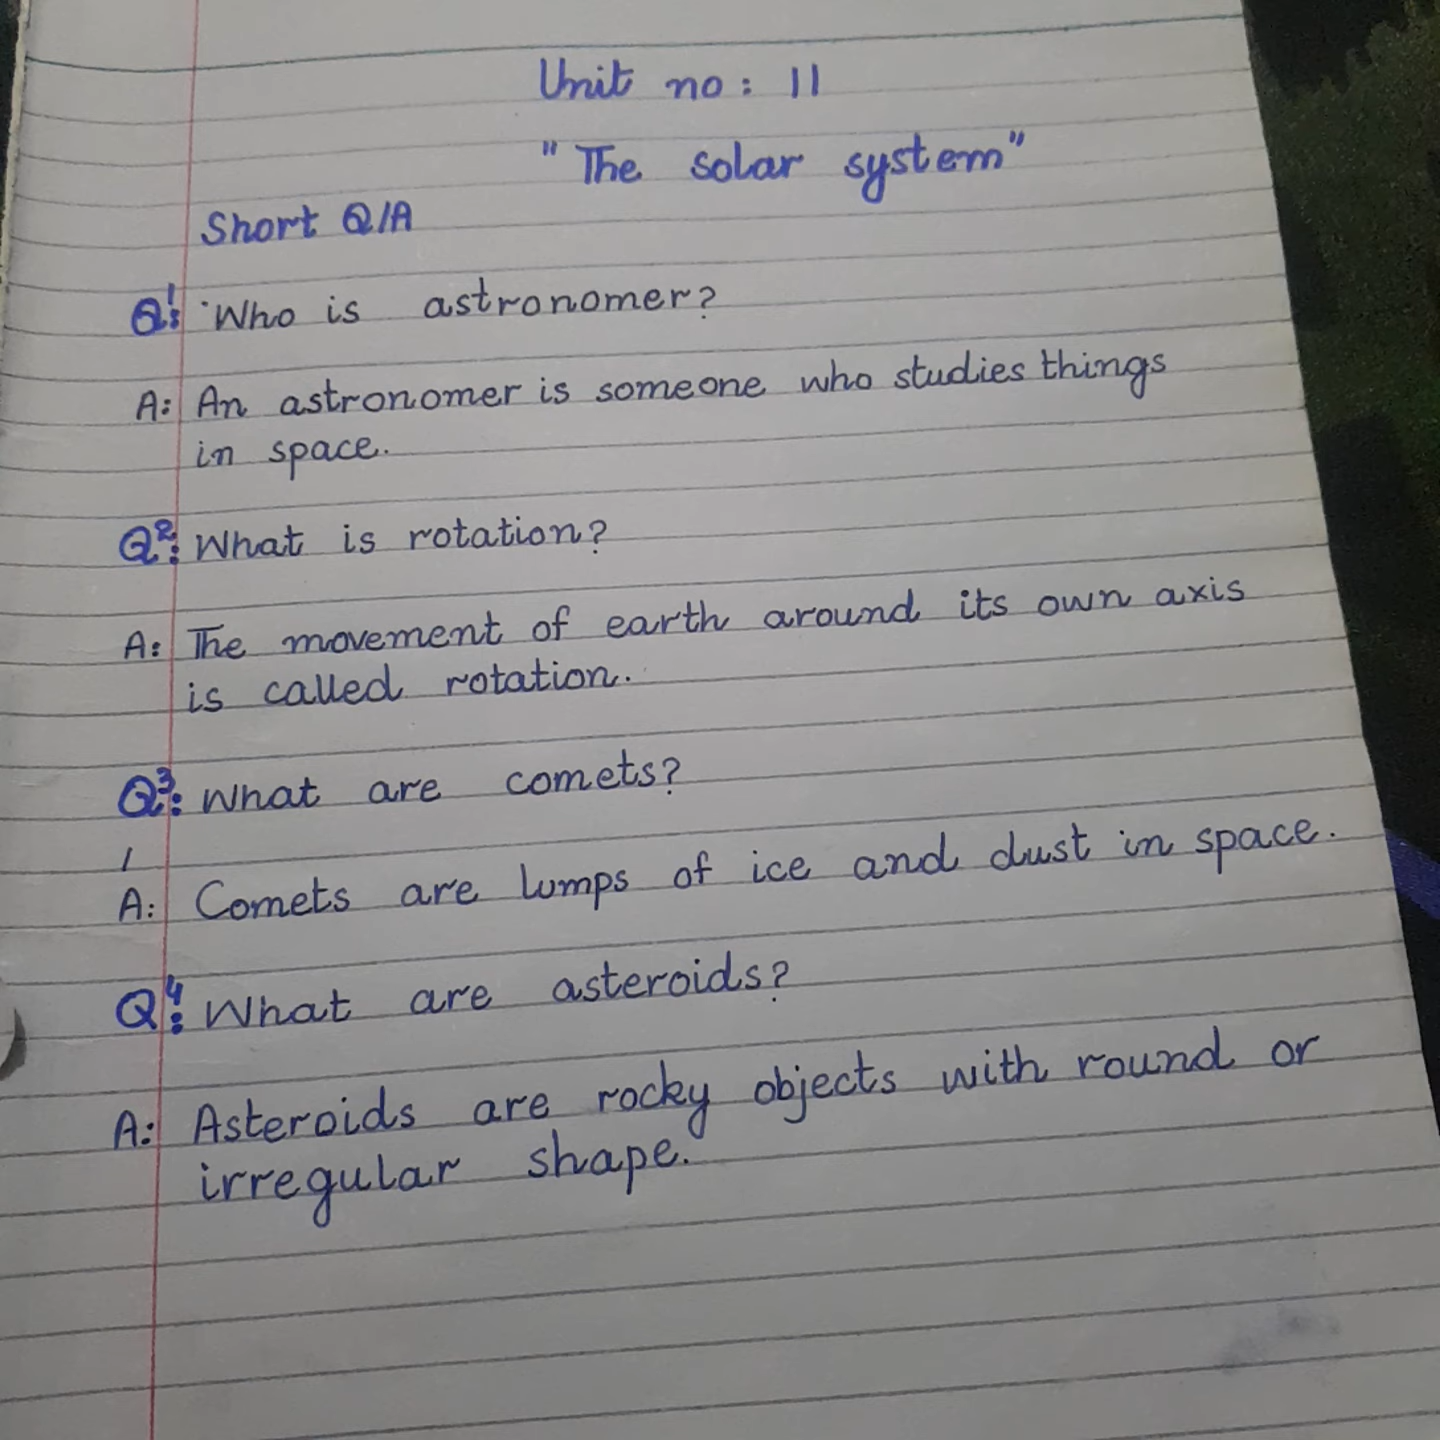 Unit no: 11
"The solar system"
Short Q/A
Q1: Who is astronomer?
A: An astronomer is someone who studies things
in space.
Q2: What is rotation?
A: The movement of earth around its own axis
is called rotation.
Q3: What are comets?
A: Comets are lumps of ice and dust in space.
Q4: What are asteroids?
A: Asteroids are rocky objects with round or
irregular shape.